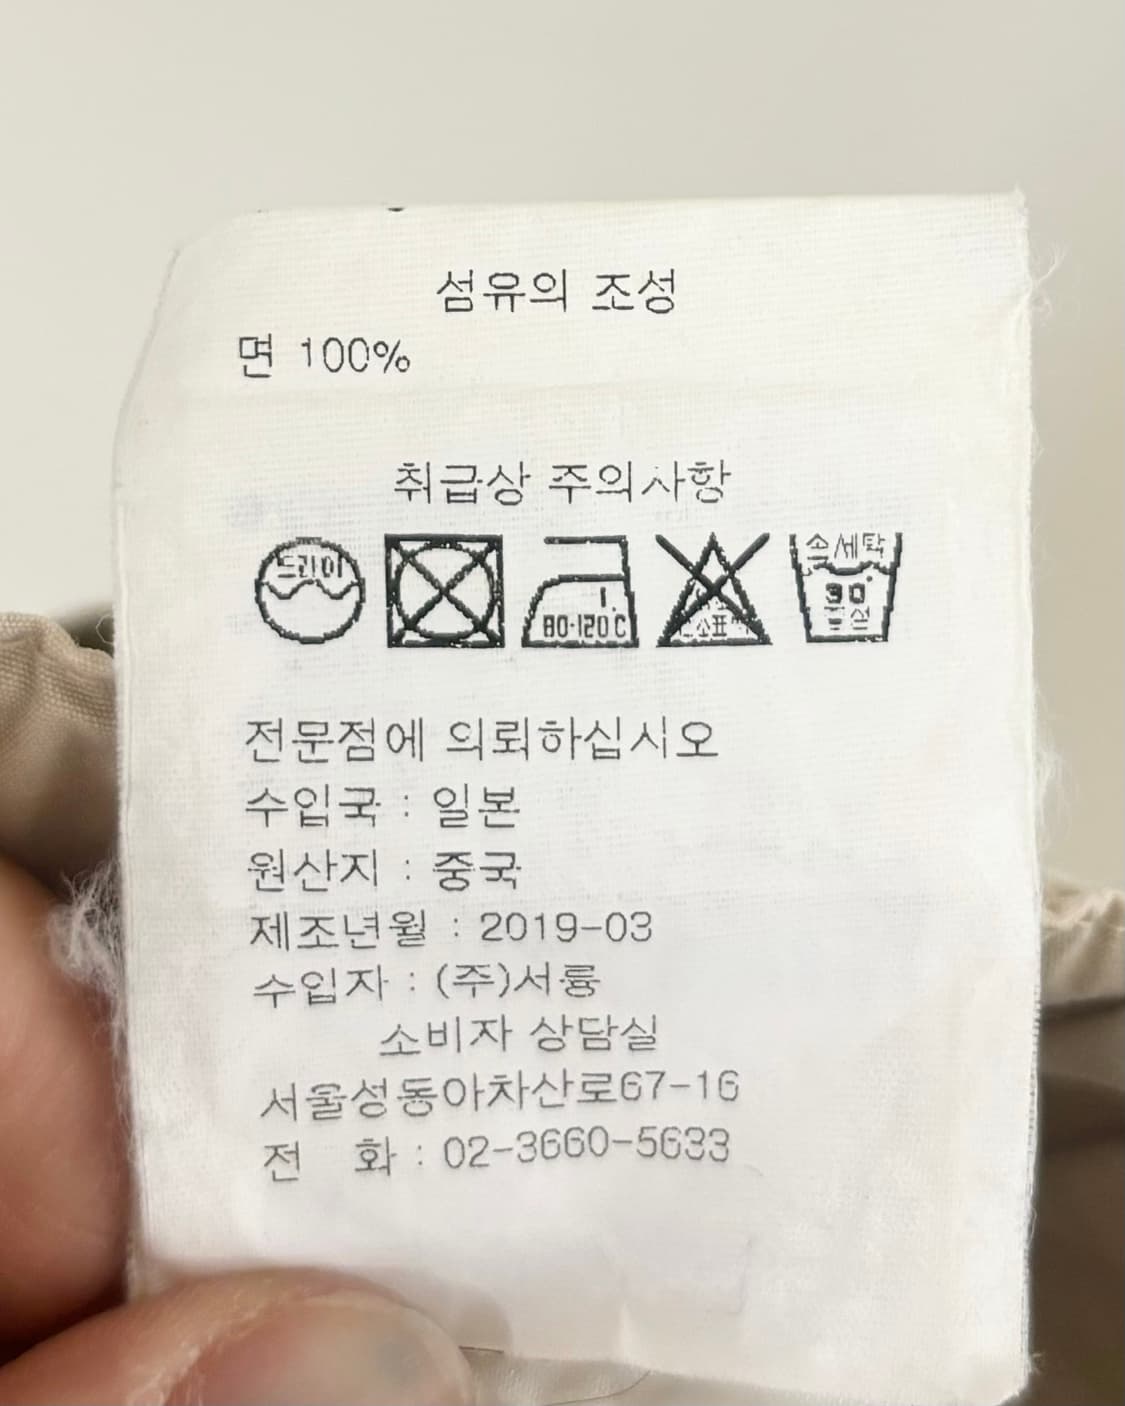 섬유의 조성
면 100%
취급상 주의사항
드라이
1.
80-120C
손세탁
30°
중성
전문점에 의뢰하십시오
수입국 : 일본
원산지 : 중국
제조년월 : 2019-03
수입자 : (주)서륭
소비자 상담실
서울성동아차산로67-16
전 화 : 02-3660-5633